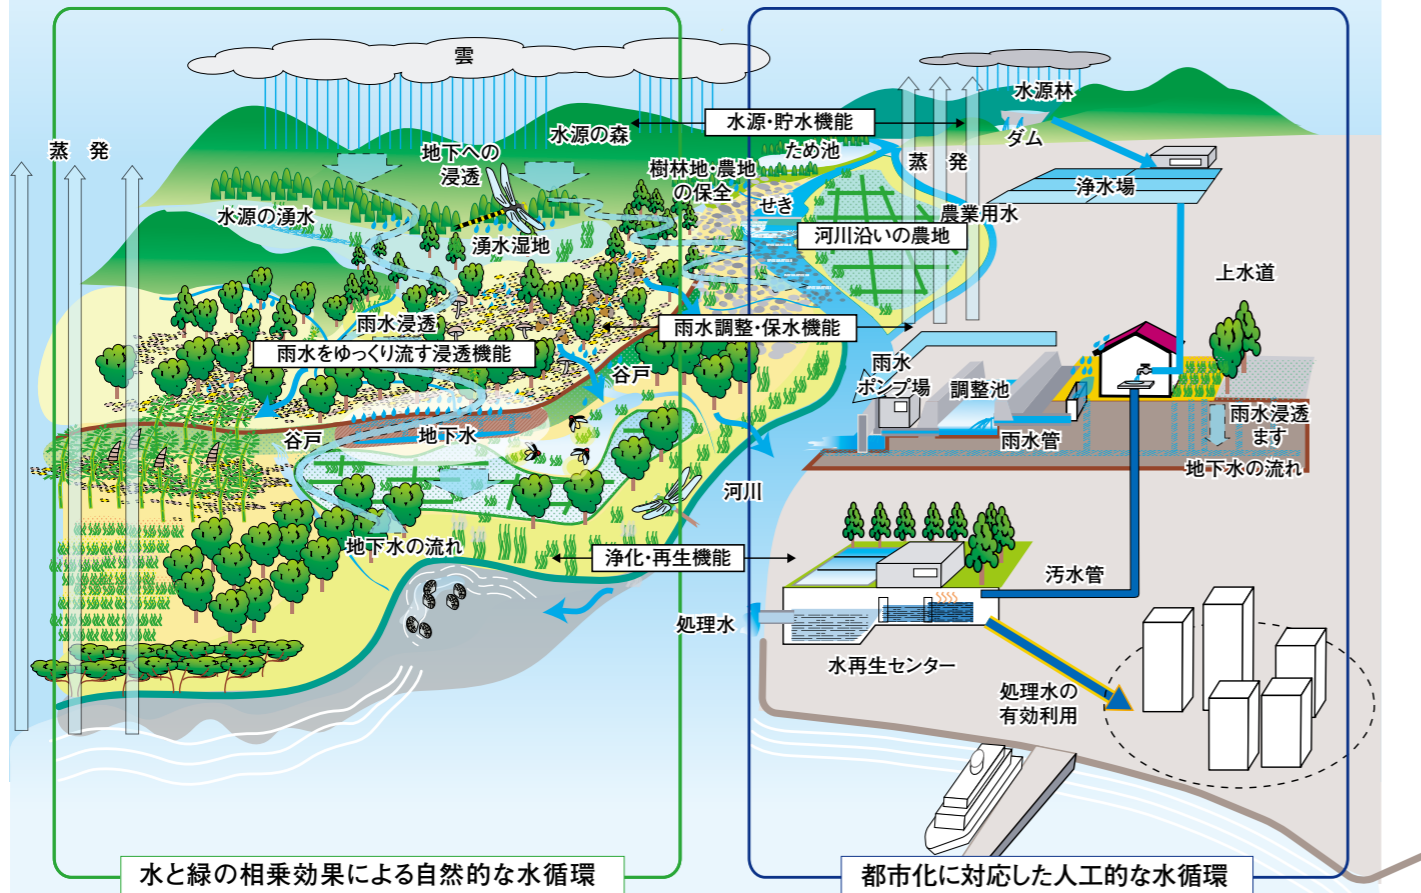 雲
水源林
水源・貯水機能
ダム
水源の森
ため池
蒸 発
蒸 発
地下への
浸透
樹林地・農地
の保全
浄水場
せき
農業用水
水源の湧水
湧水湿地
河川沿いの農地
上水道
雨水浸透
雨水調整・保水機能
雨水をゆっくり流す浸透機能
谷戸
雨水
ポンプ場
調整池
雨水浸透
ます
谷戸
地下水
雨水管
地下水の流れ
河川
地下水の流れ
浄化・再生機能
汚水管
処理水
水再生センター
処理水の
有効利用
水と緑の相乗効果による自然的な水循環
都市化に対応した人工的な水循環